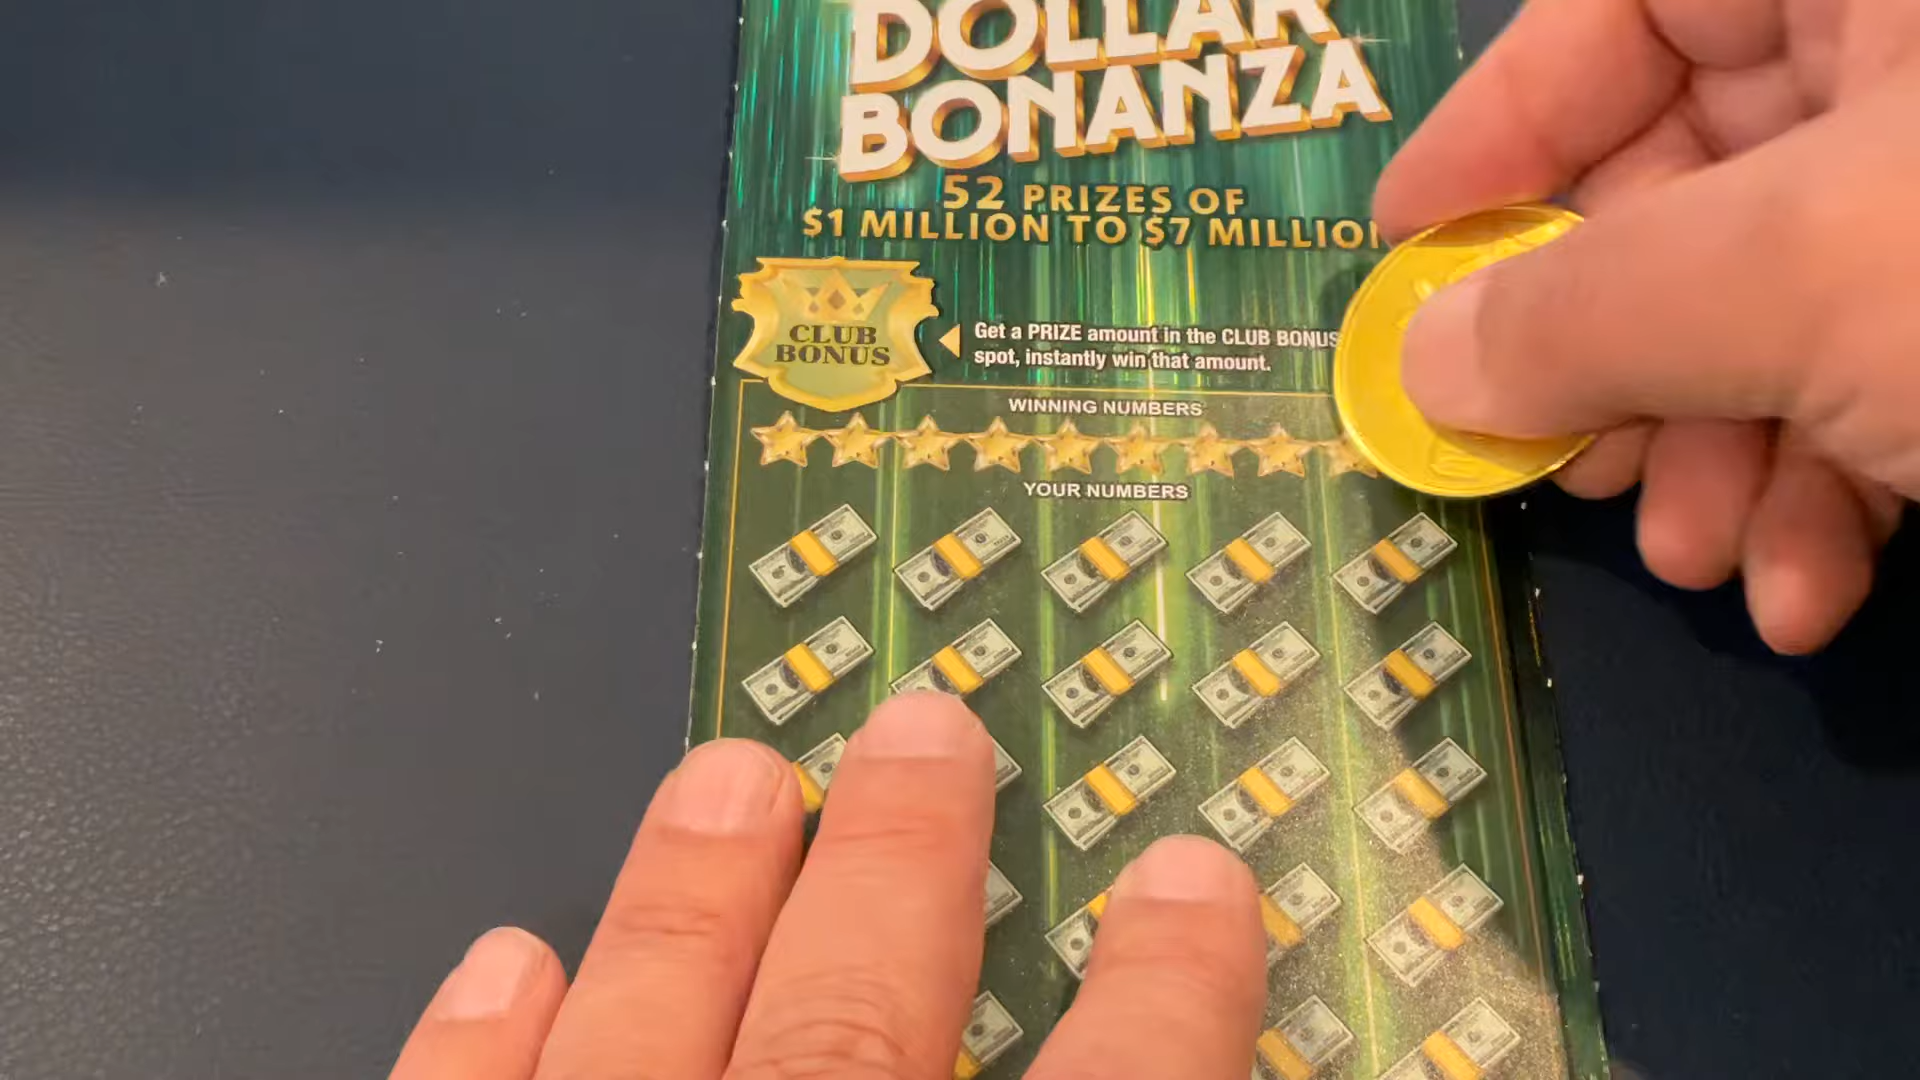 DOLLAR
BONANZA
52 PRIZES OF
$1 MILLION TO $7 MILLION
CLUB
BONUS
Get a PRIZE amount in the CLUB BONUS
spot, instantly win that amount.
WINNING NUMBERS
YOUR NUMBERS